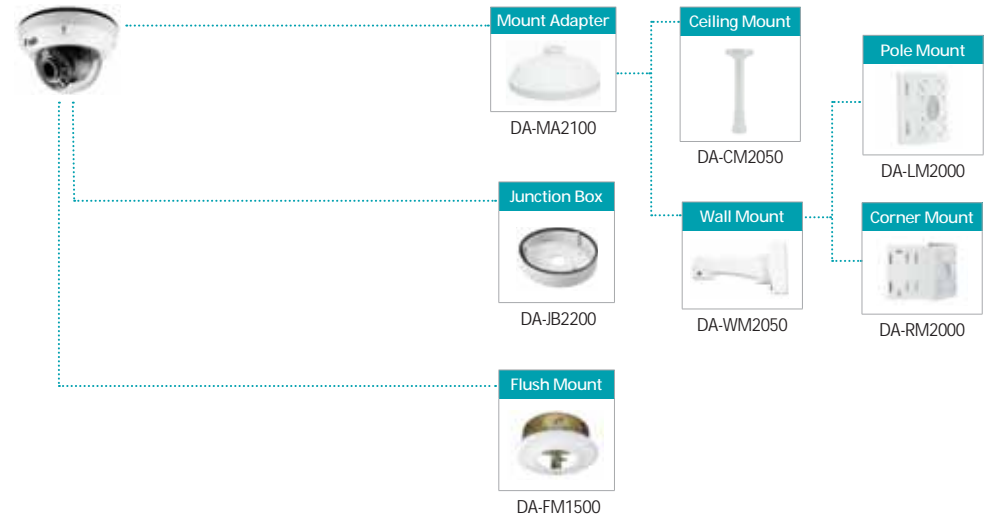 Mount Adapter
DA-MA2100
Ceiling Mount
DA-CM2050
Pole Mount
DA-LM2000
Junction Box
DA-JB2200
Wall Mount
DA-WM2050
Corner Mount
DA-RM2000
Flush Mount
DA-FM1500